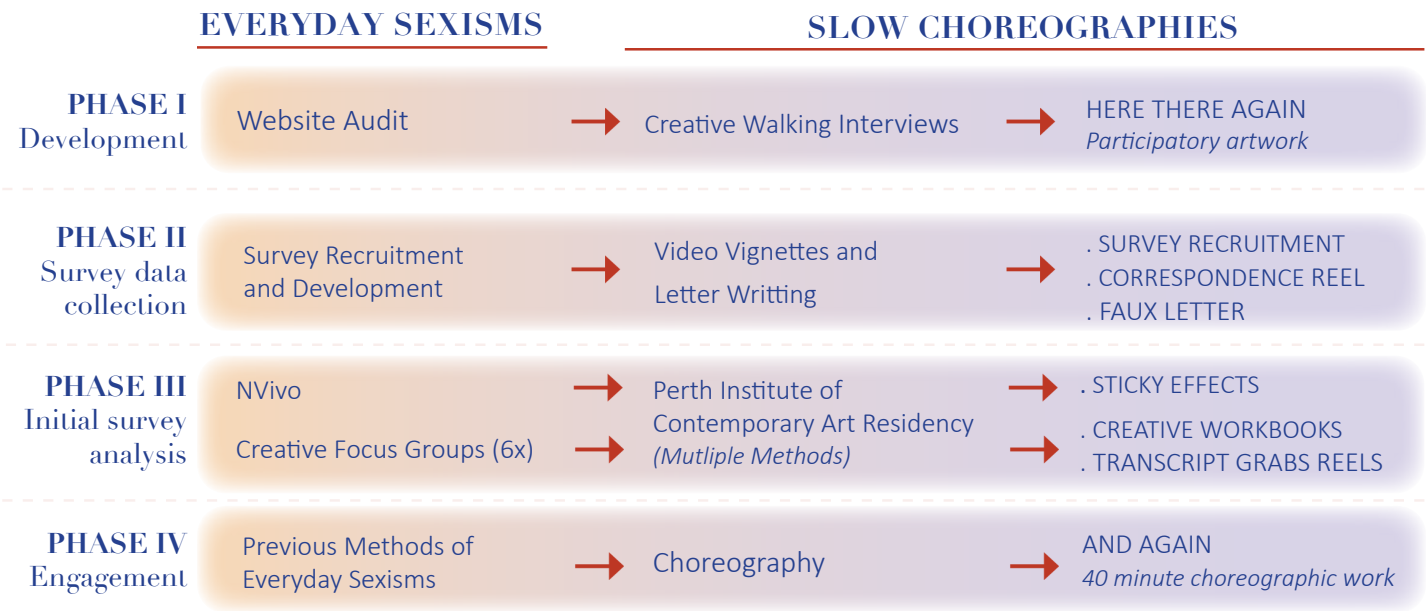 EVERYDAY SEXISMS
SLOW CHOREOGRAPHIES
PHASE I
Development
Website Audit
Creative Walking Interviews
HERE THERE AGAIN
Participatory artwork
PHASE II
Survey data
collection
Survey Recruitment
and Development
Video Vignettes and
Letter Writting
. SURVEY RECRUITMENT
. CORRESPONDENCE REEL
. FAUX LETTER
PHASE III
Initial survey
analysis
NVivo
Creative Focus Groups (6x)
Perth Institute of
Contemporary Art Residency
(Mutliple Methods)
. STICKY EFFECTS
. CREATIVE WORKBOOKS
. TRANSCRIPT GRABS REELS
PHASE IV
Engagement
Previous Methods of
Everyday Sexisms
Choreography
AND AGAIN
40 minute choreographic work